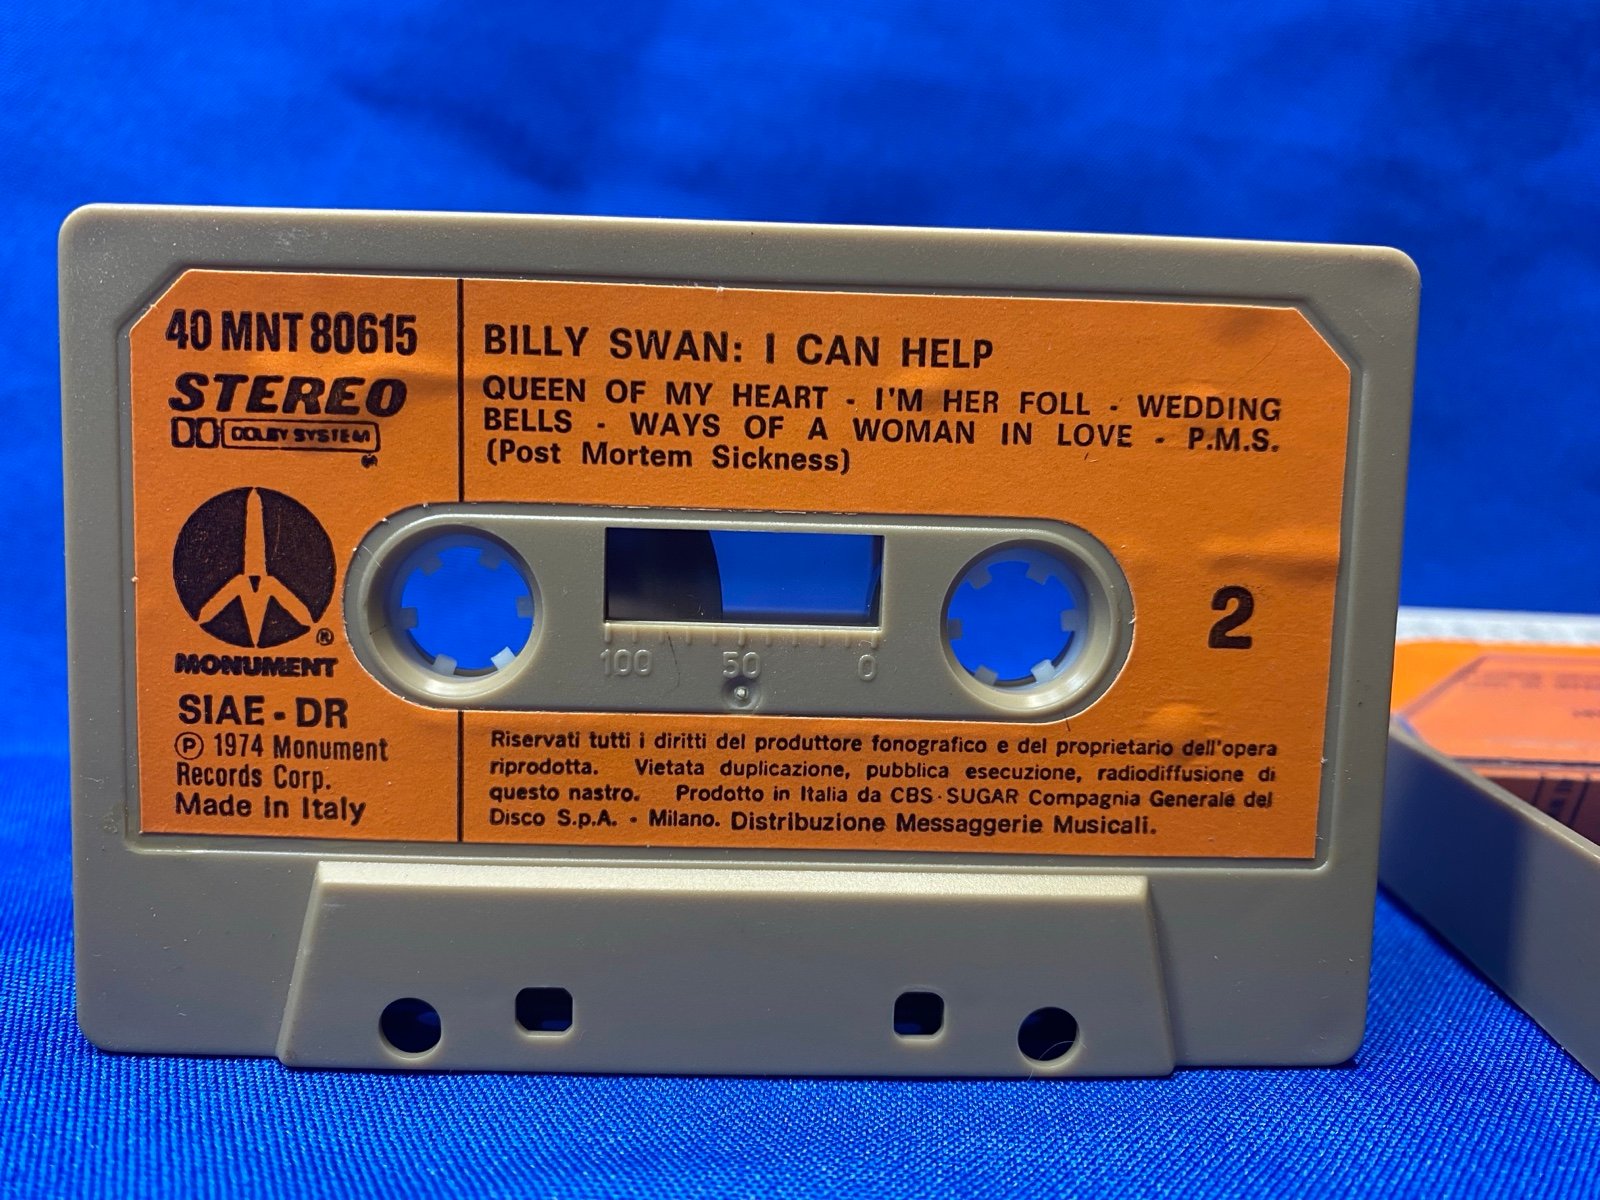 40 MNT 80615
STEREO
DOLBY SYSTEM
MONUMENT
®
SIAE - DR
Ⓟ 1974 Monument
Records Corp.
Made in Italy
BILLY SWAN: I CAN HELP
QUEEN OF MY HEART - I'M HER FOLL - WEDDING
BELLS - WAYS OF A WOMAN IN LOVE - P.M.S.
(Post Mortem Sickness)
100 50 0
2
Riservati tutti i diritti del produttore fonografico e del proprietario dell'opera
riprodotta. Vietata duplicazione, pubblica esecuzione, radiodiffusione di
questo nastro. Prodotto in Italia da CBS-SUGAR Compagnia Generale del
Disco S.p.A. - Milano. Distribuzione Messaggerie Musicali.